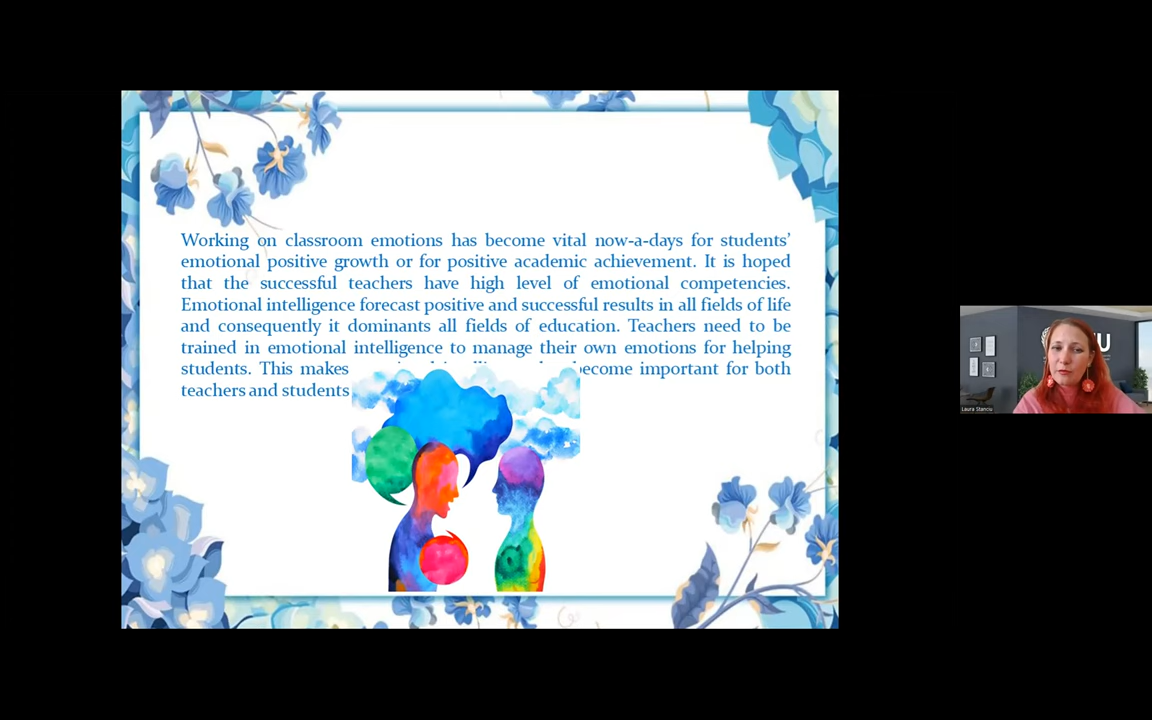 Working on classroom emotions has become vital now-a-days for students’
emotional positive growth or for positive academic achievement. It is hoped
that the successful teachers have high level of emotional competencies.
Emotional intelligence forecast positive and successful results in all fields of life
and consequently it dominants all fields of education. Teachers need to be
trained in emotional intelligence to manage their own emotions for helping
students. This makes become important for both
teachers and students
U
Laura Stanciu